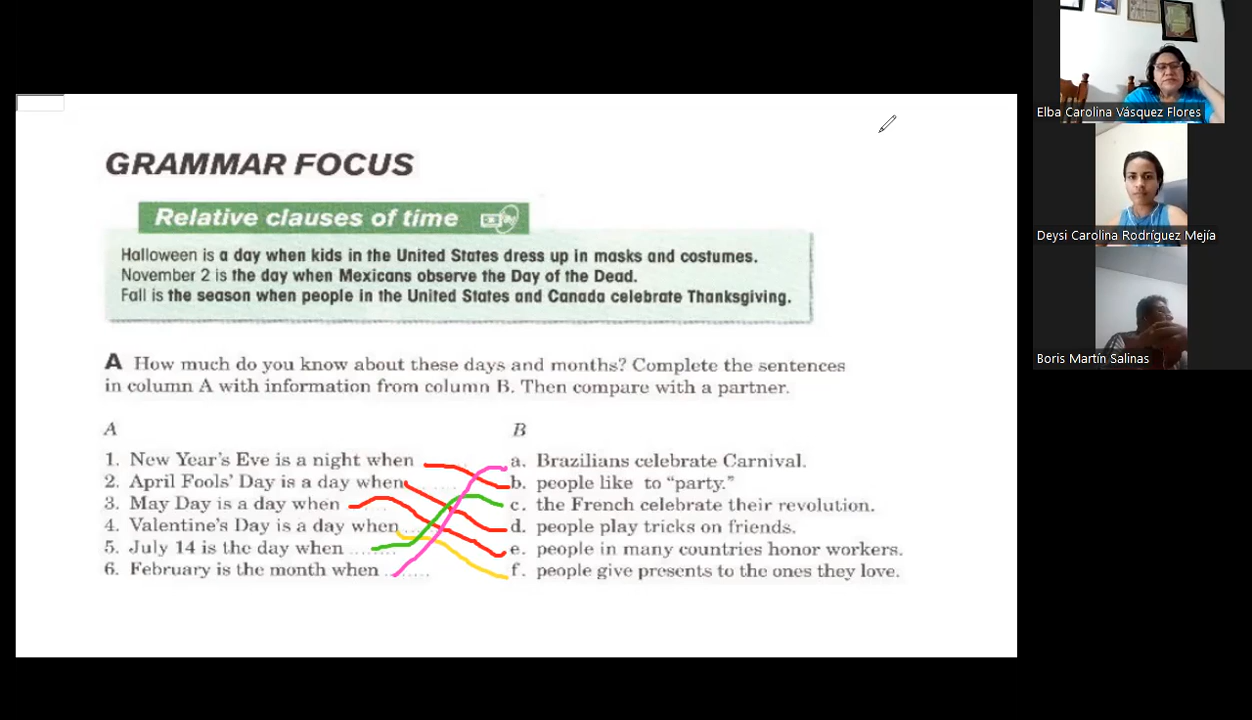 GRAMMAR FOCUS
Relative clauses of time
Halloween is a day when kids in the United States dress up in masks and costumes.
November 2 is the day when Mexicans observe the Day of the Dead.
Fall is the season when people in the United States and Canada celebrate Thanksgiving.
A How much do you know about these days and months? Complete the sentences
in column A with information from column B. Then compare with a partner.
A
1. New Year's Eve is a night when
2. April Fools' Day is a day when ........
3. May Day is a day when
4. Valentine's Day is a day when ....
5. July 14 is the day when ........
6. February is the month when ........
B
a. Brazilians celebrate Carnival.
b. people like to "party."
c. the French celebrate their revolution.
d. people play tricks on friends.
e. people in many countries honor workers.
f. people give presents to the ones they love.
Elba Carolina Vásquez Flores
Deysi Carolina Rodríguez Mejía
Boris Martín Salinas